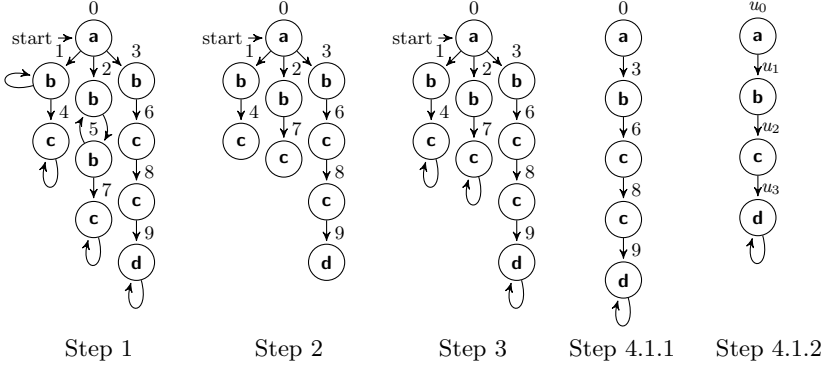 0
start a
1 2 3
b b b
4 5 6
c b c
7 8
c c
9
d
Step 1
0
start a
1 2 3
b b b
4 7 6
c c c
8
c
9
d
Step 2
0
start a
1 2 3
b b b
4 7 6
c c c
8
c
9
d
Step 3
0
a
3
b
6
c
8
c
9
d
Step 4.1.1
u₀
a
u₁
b
u₂
c
u₃
d
Step 4.1.2